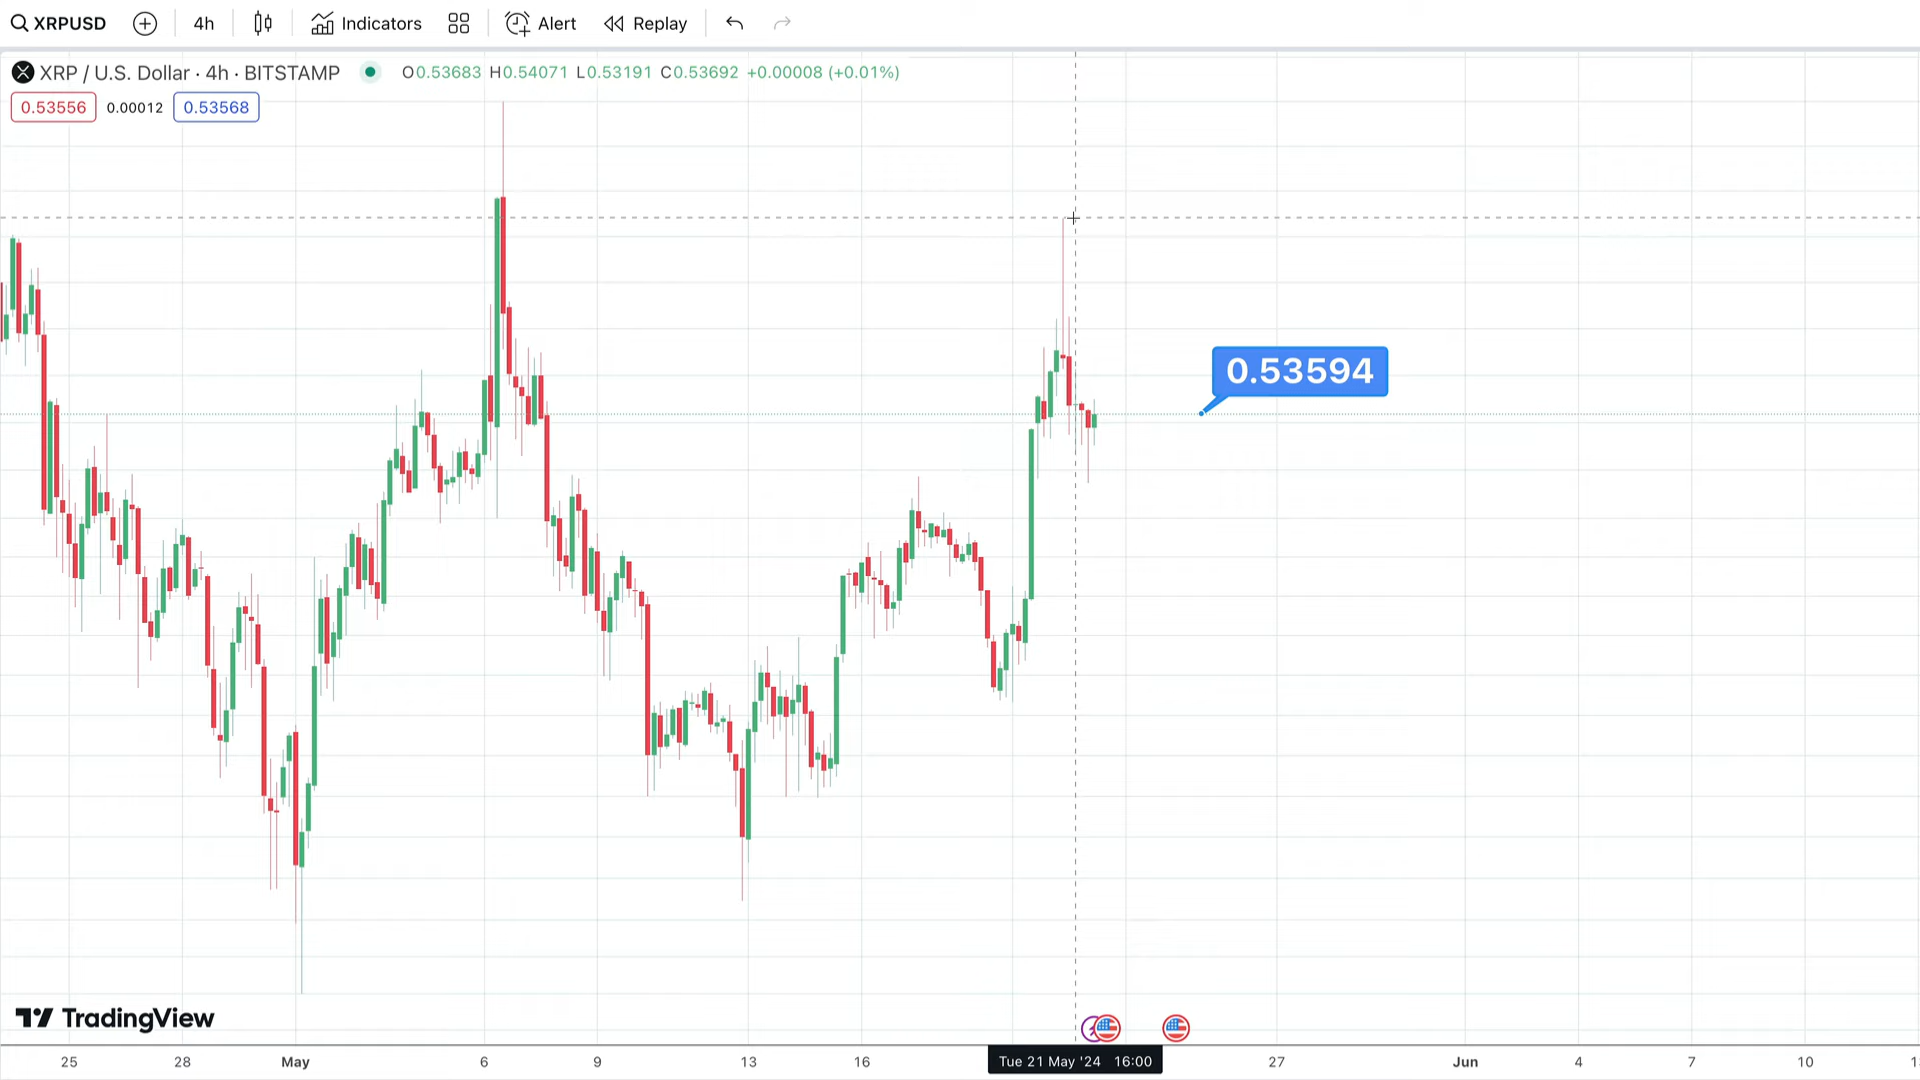 XRPUSD 4h Indicators Alert Replay
XRP / U.S. Dollar · 4h · BITSTAMP O0.53683 H0.54071 L0.53191 C0.53692 +0.00008 (+0.01%)
0.53556 0.00012 0.53568
0.53594
TradingView
25 28 May 6 9 13 16 Tue 21 May '24 16:00 27 Jun 4 7 10